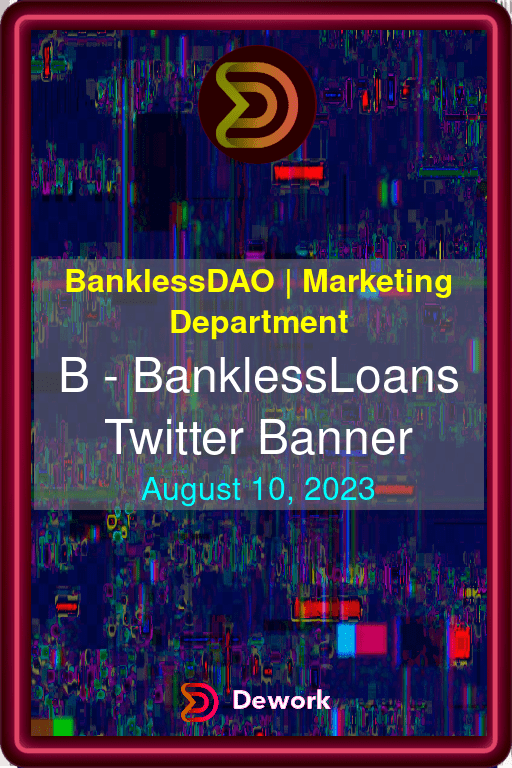 BanklessDAO | Marketing
Department
B - BanklessLoans
Twitter Banner
August 10, 2023
Dework